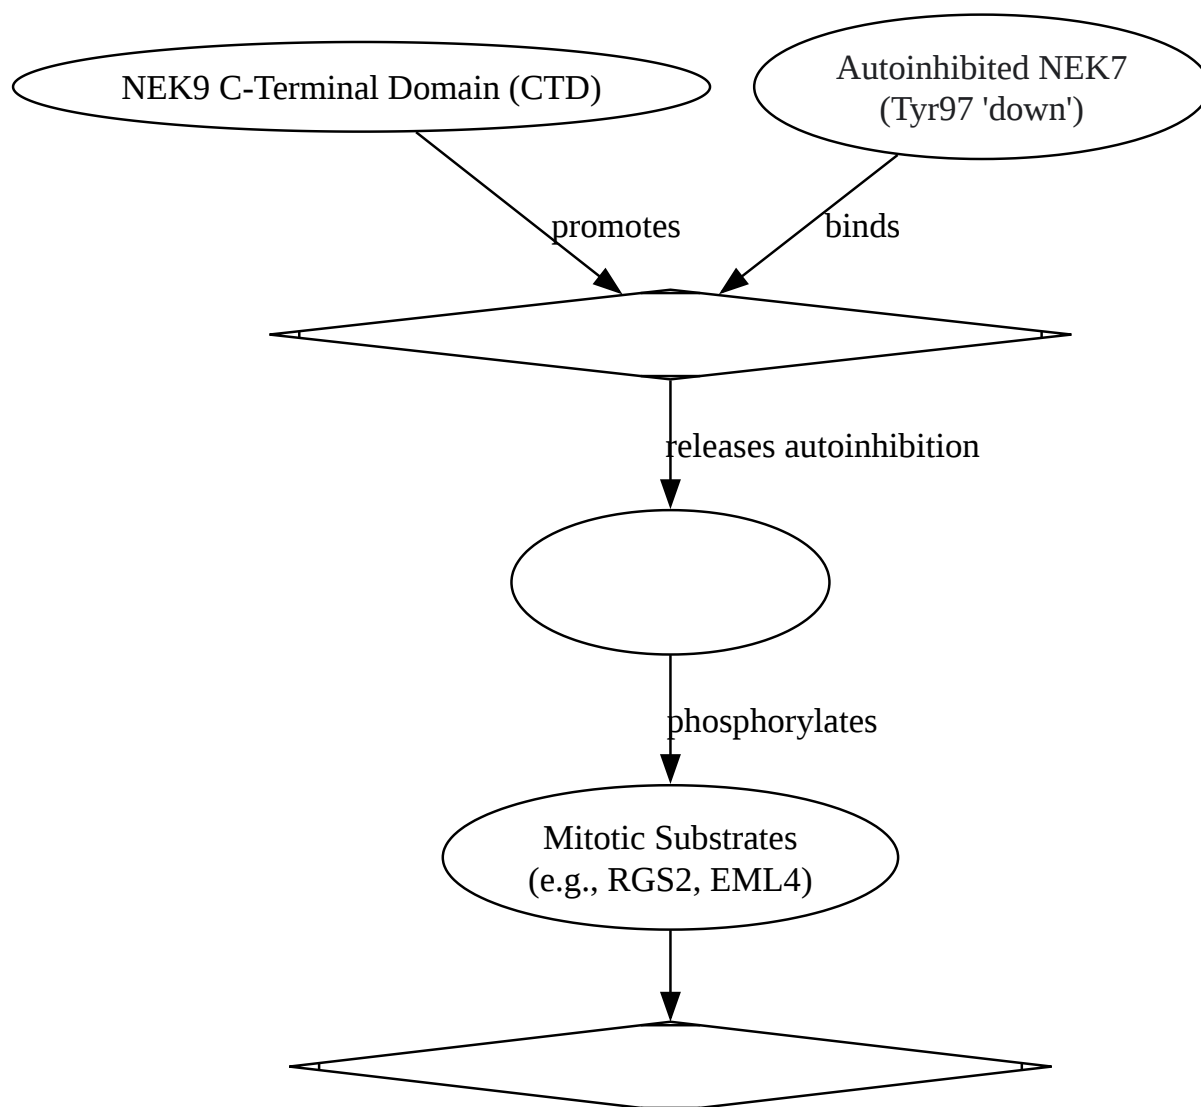 NEK9 C-Terminal Domain (CTD)
Autoinhibited NEK7
(Tyr97 'down')
promotes
binds
releases autoinhibition
phosphorylates
Mitotic Substrates
(e.g., RGS2, EML4)